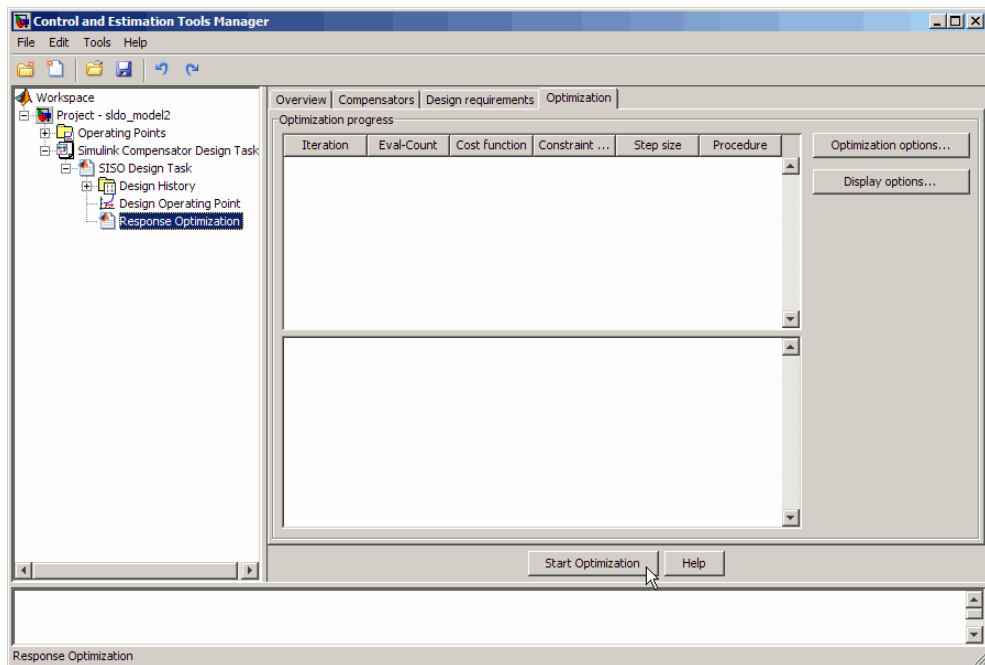 Control and Estimation Tools Manager
File Edit Tools Help
Workspace
Project - sldo_model2
Operating Points
Simulink Compensator Design Task
SISO Design Task
Design History
Design Operating Point
Response Optimization
Overview Compensators Design requirements Optimization
Optimization progress
Iteration Eval-Count Cost function Constraint ... Step size Procedure
Optimization options...
Display options...
Start Optimization Help
Response Optimization